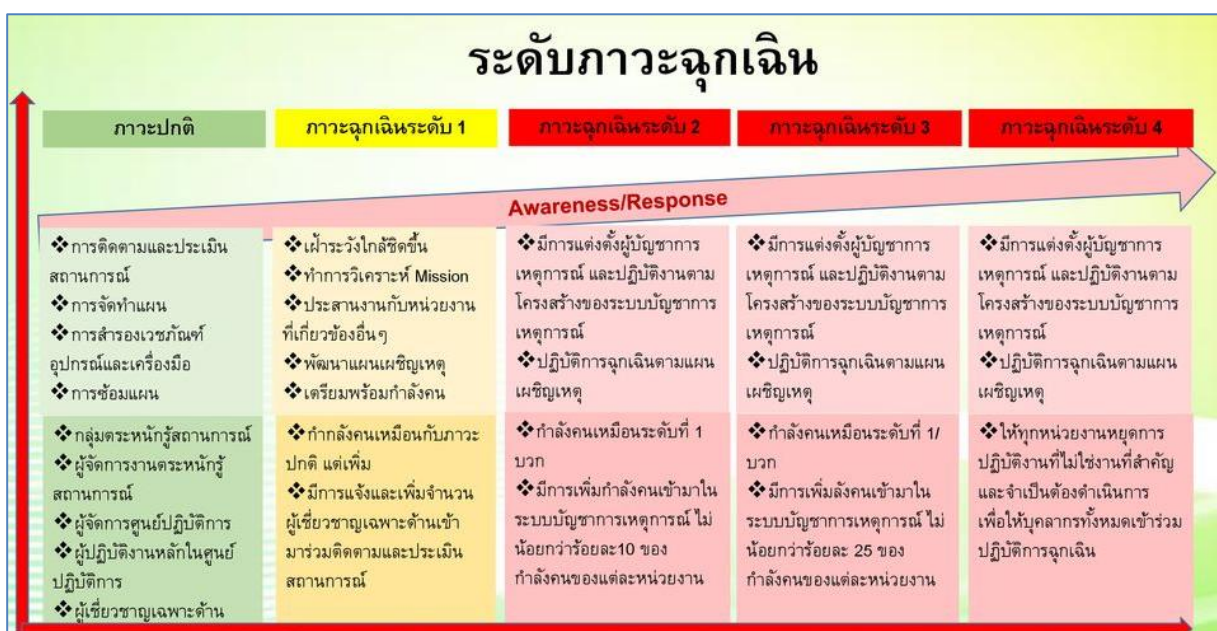 ระดับภาวะฉุกเฉิน
ภาวะปกติ
ภาวะฉุกเฉินระดับ 1
ภาวะฉุกเฉินระดับ 2
ภาวะฉุกเฉินระดับ 3
ภาวะฉุกเฉินระดับ 4
Awareness/Response
❖การติดตามและประเมิน
สถานการณ์
❖การจัดทำแผน
❖การสำรองเวชภัณฑ์
อุปกรณ์และเครื่องมือ
❖การซ้อมแผน
❖เฝ้าระวังใกล้ชิดขึ้น
❖ทำการวิเคราะห์ Mission
❖ประสานงานกับหน่วยงาน
ที่เกี่ยวข้องอื่นๆ
❖พัฒนาแผนเผชิญเหตุ
❖เตรียมพร้อมกำลังคน
❖มีการแต่งตั้งผู้บัญชาการ
เหตุการณ์ และปฏิบัติงานตาม
โครงสร้างของระบบบัญชาการ
เหตุการณ์
❖ปฏิบัติการฉุกเฉินตามแผน
เผชิญเหตุ
❖มีการแต่งตั้งผู้บัญชาการ
เหตุการณ์ และปฏิบัติงานตาม
โครงสร้างของระบบบัญชาการ
เหตุการณ์
❖ปฏิบัติการฉุกเฉินตามแผน
เผชิญเหตุ
❖มีการแต่งตั้งผู้บัญชาการ
เหตุการณ์ และปฏิบัติงานตาม
โครงสร้างของระบบบัญชาการ
เหตุการณ์
❖ปฏิบัติการฉุกเฉินตามแผน
เผชิญเหตุ
❖กลุ่มตระหนักรู้สถานการณ์
❖ผู้จัดการงานตระหนักรู้
สถานการณ์
❖ผู้จัดการศูนย์ปฏิบัติการ
❖ผู้ปฏิบัติงานหลักในศูนย์
ปฏิบัติการ
❖ผู้เชี่ยวชาญเฉพาะด้าน
❖กำกลังคนเหมือนกับภาวะ
ปกติ แต่เพิ่ม
❖มีการแจ้งและเพิ่มจำนวน
ผู้เชี่ยวชาญเฉพาะด้านเข้า
มาร่วมติดตามและประเมิน
สถานการณ์
❖กำลังคนเหมือนระดับที่ 1
บวก
❖มีการเพิ่มกำลังคนเข้ามาใน
ระบบบัญชาการเหตุการณ์ ไม่
น้อยกว่าร้อยละ10 ของ
กำลังคนของแต่ละหน่วยงาน
❖กำลังคนเหมือนระดับที่ 1/
บวก
❖มีการเพิ่มลังคนเข้ามาใน
ระบบบัญชาการเหตุการณ์ ไม่
น้อยกว่าร้อยละ 25 ของ
กำลังคนของแต่ละหน่วยงาน
❖ให้ทุกหน่วยงานหยุดการ
ปฏิบัติงานที่ไม่ใช่งานที่สำคัญ
และจำเป็นต้องดำเนินการ
เพื่อให้บุคลากรทั้งหมดเข้าร่วม
ปฏิบัติการฉุกเฉิน